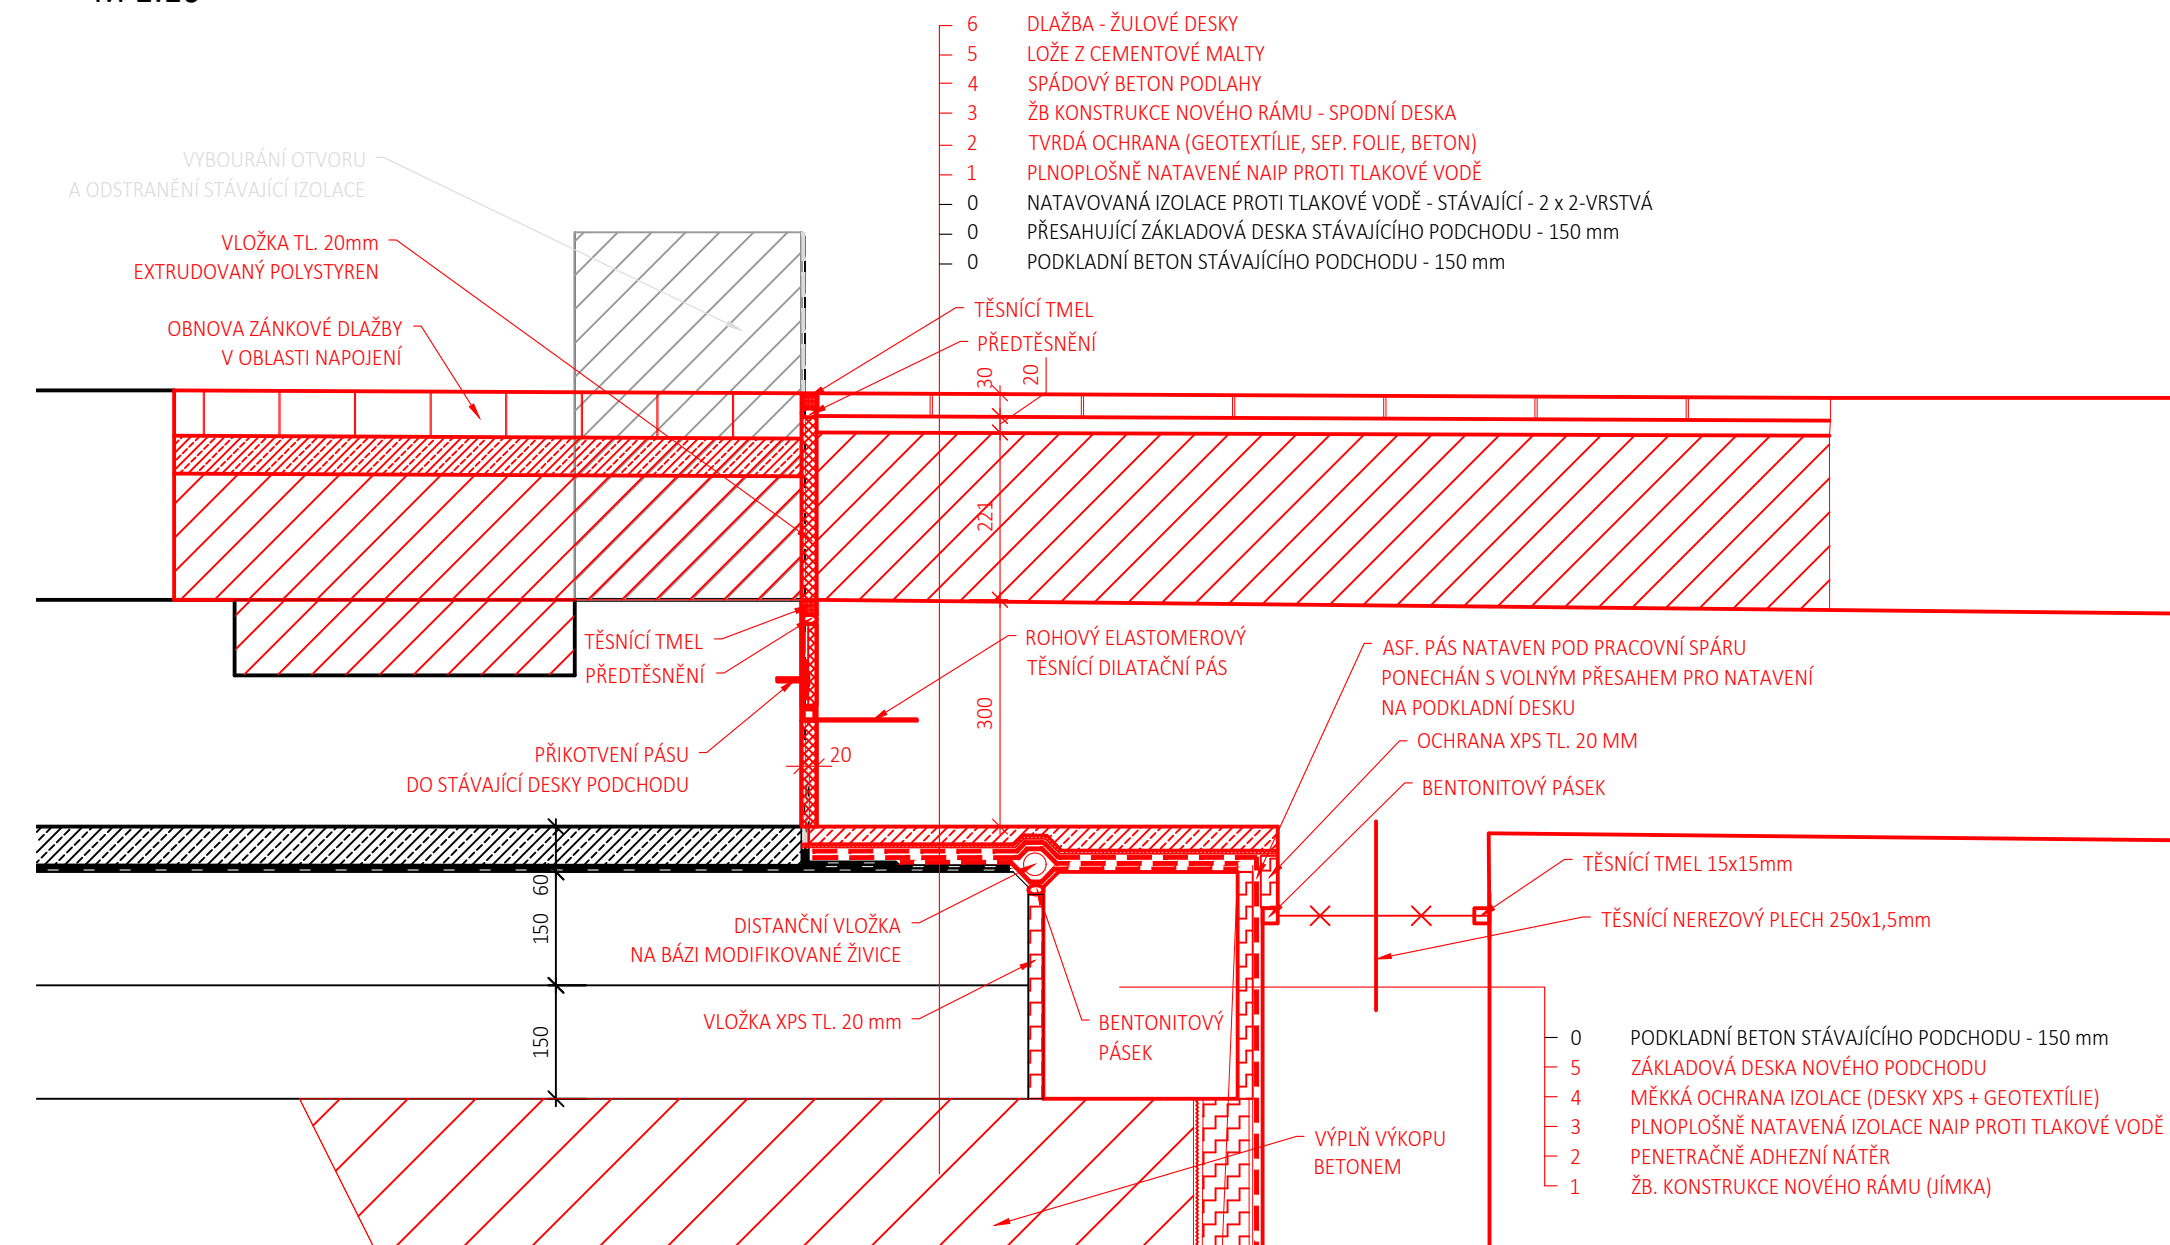 6 DLAŽBA - ŽULOVÉ DESKY
5 LOŽE Z CEMENTOVÉ MALTY
4 SPÁDOVÝ BETON PODLAHY
3 ŽB KONSTRUKCE NOVÉHO RÁMU - SPODNÍ DESKA
2 TVRDÁ OCHRANA (GEOTEXTÍLIE, SEP. FOLIE, BETON)
1 PLNOPLOŠNĚ NATAVENÉ NAIP PROTI TLAKOVÉ VODĚ
0 NATAVOVANÁ IZOLACE PROTI TLAKOVÉ VODĚ - STÁVAJÍCÍ - 2 x 2-VRSTVÁ
0 PŘESAHUJÍCÍ ZÁKLADOVÁ DESKA STÁVAJÍCÍHO PODCHODU - 150 mm
0 PODKLADNÍ BETON STÁVAJÍCÍHO PODCHODU - 150 mm
VYBOURÁNÍ OTVORU
A ODSTRANĚNÍ STÁVAJÍCÍ IZOLACE
VLOŽKA TL. 20mm
EXTRUDOVANÝ POLYSTYREN
OBNOVA ZÁNKOVÉ DLAŽBY
V OBLASTI NAPOJENÍ
TĚSNÍCÍ TMEL
PŘEDTĚSNĚNÍ
30
20
221
300
TĚSNÍCÍ TMEL
PŘEDTĚSNĚNÍ
ROHOVÝ ELASTOMEROVÝ
TĚSNÍCÍ DILATAČNÍ PÁS
PŘIKOTVENÍ PÁSU
DO STÁVAJÍCÍ DESKY PODCHODU
20
ASF. PÁS NATAVEN POD PRACOVNÍ SPÁRU
PONECHÁN S VOLNÝM PŘESAHEM PRO NATAVENÍ
NA PODKLADNÍ DESKU
OCHRANA XPS TL. 20 MM
BENTONITOVÝ PÁSEK
TĚSNÍCÍ TMEL 15x15mm
TĚSNÍCÍ NEREZOVÝ PLECH 250x1,5mm
60
150
150
DISTANČNÍ VLOŽKA
NA BÁZI MODIFIKOVANÉ ŽIVICE
VLOŽKA XPS TL. 20 mm
BENTONITOVÝ
PÁSEK
VÝPLŇ VÝKOPU
BETONEM
0 PODKLADNÍ BETON STÁVAJÍCÍHO PODCHODU - 150 mm
5 ZÁKLADOVÁ DESKA NOVÉHO PODCHODU
4 MĚKKÁ OCHRANA IZOLACE (DESKY XPS + GEOTEXTÍLIE)
3 PLNOPLOŠNĚ NATAVENÁ IZOLACE NAIP PROTI TLAKOVÉ VODĚ
2 PENETRAČNĚ ADHEZNÍ NÁTĚR
1 ŽB. KONSTRUKCE NOVÉHO RÁMU (JÍMKA)